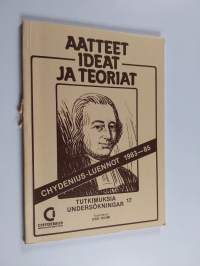 AATTEET
IDEAT
JA TEORIAT
CHYDENIUS-LUENNOT 1983—85
TUTKIMUKSIA
UNDERSÖKNINGAR 17